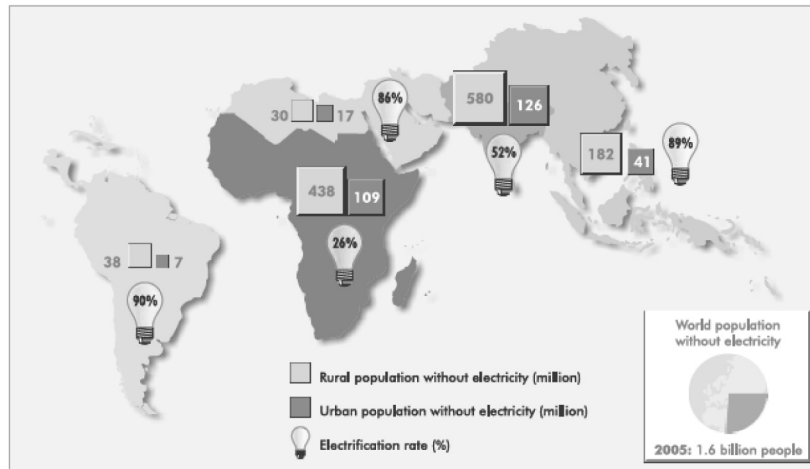 86%
580
126
30
17
52%
182
41
89%
438
109
26%
38
7
90%
World population
without electricity
2005: 1.6 billion people
Rural population without electricity (million)
Urban population without electricity (million)
Electrification rate (%)